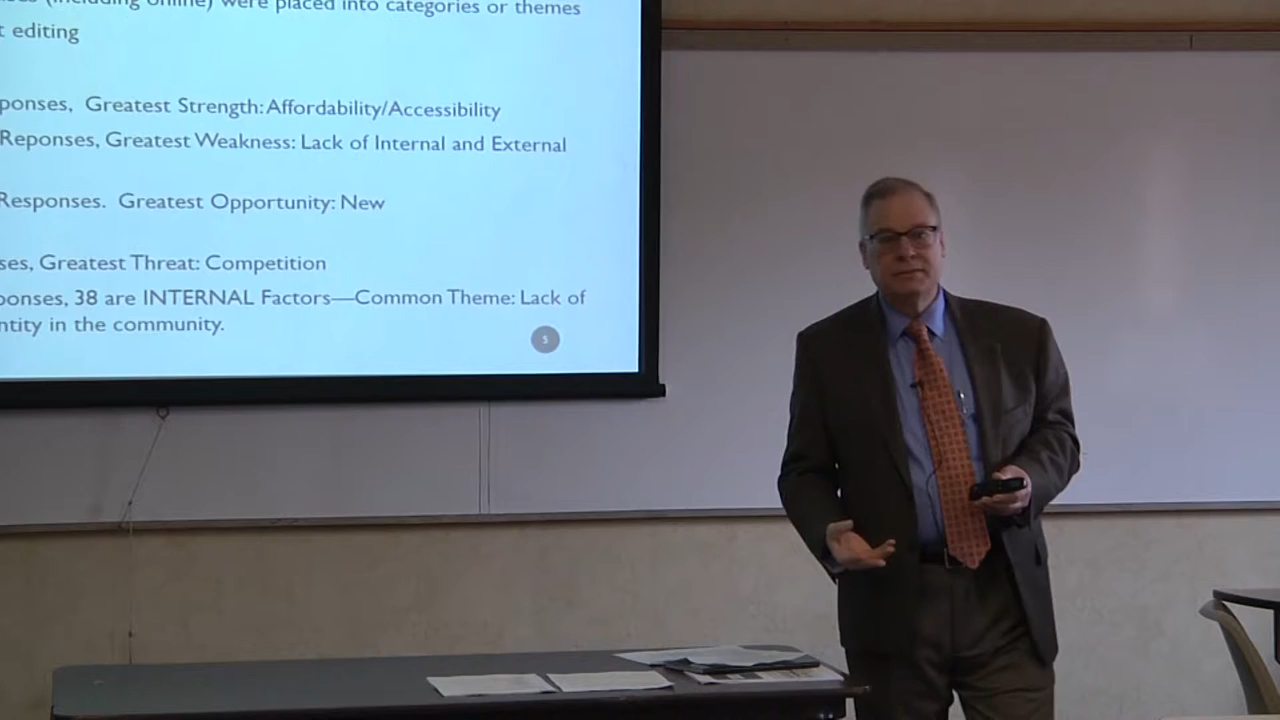 (including online) were placed into categories or themes
editing
ponses, Greatest Strength: Affordability/Accessibility
Reponses, Greatest Weakness: Lack of Internal and External
Responses. Greatest Opportunity: New
ses, Greatest Threat: Competition
ponses, 38 are INTERNAL Factors—Common Theme: Lack of
ntity in the community.
5